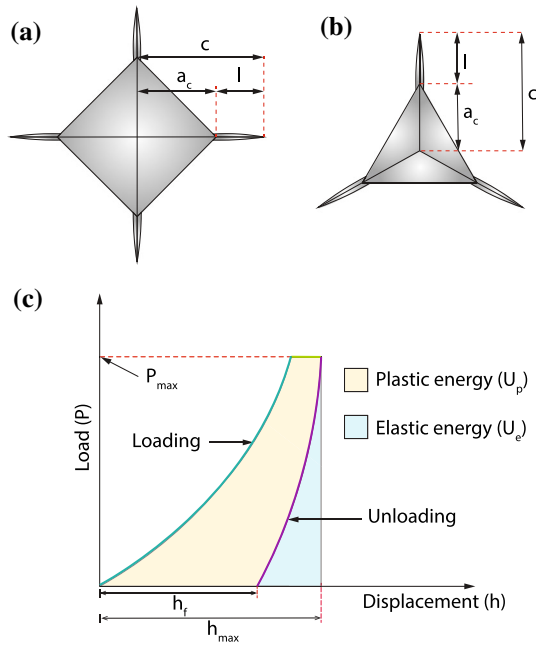 (a)
c
a_c
l
(b)
l
a_c
c
(c)
P_max
Load (P)
Loading
Unloading
Plastic energy (U_p)
Elastic energy (U_e)
h_f
Displacement (h)
h_max